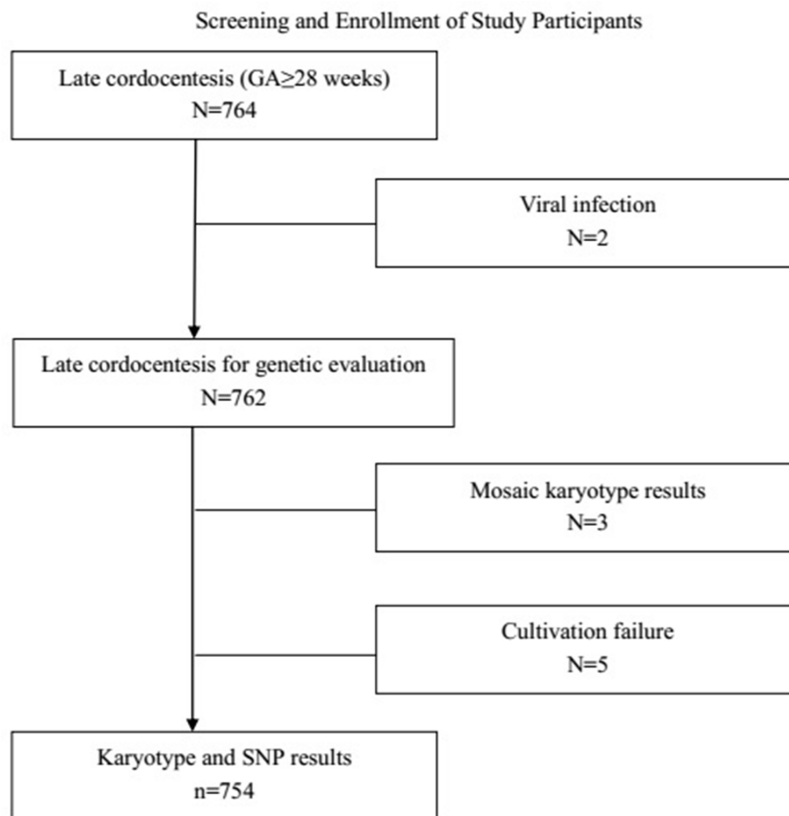 Screening and Enrollment of Study Participants
Late cordocentesis (GA≥28 weeks)
N=764
Viral infection
N=2
Late cordocentesis for genetic evaluation
N=762
Mosaic karyotype results
N=3
Cultivation failure
N=5
Karyotype and SNP results
n=754